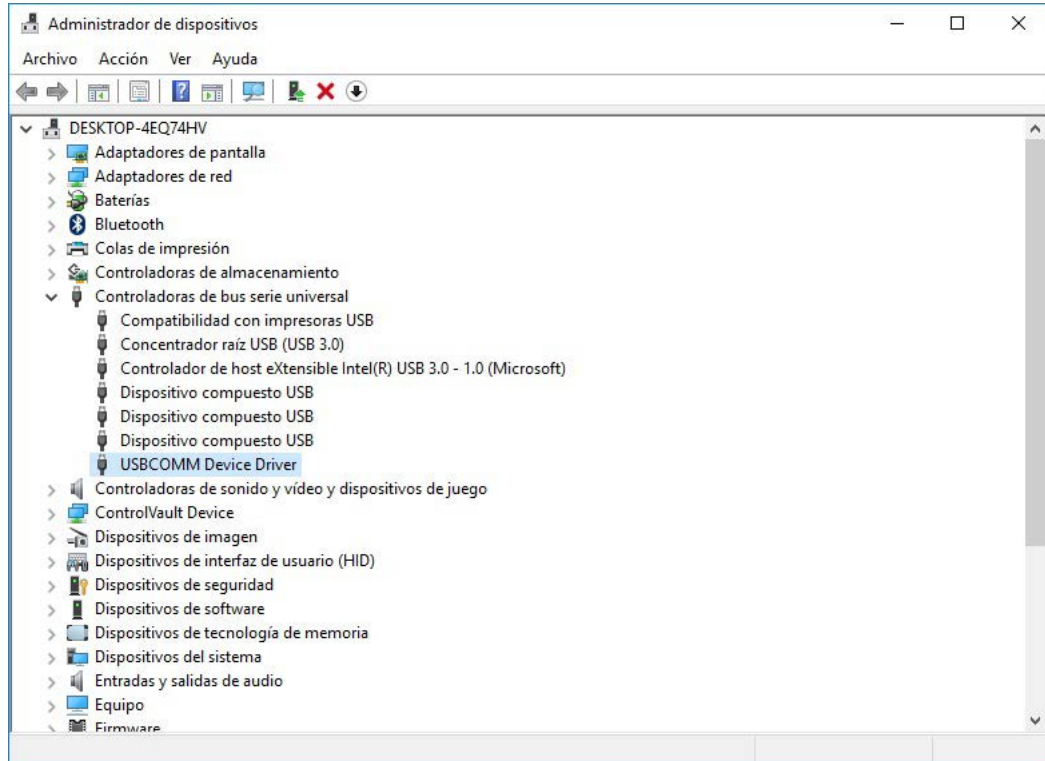 Administrador de dispositivos
Archivo Acción Ver Ayuda
DESKTOP-4EQ74HV
Adaptadores de pantalla
Adaptadores de red
Baterías
Bluetooth
Colas de impresión
Controladoras de almacenamiento
Controladoras de bus serie universal
Compatibilidad con impresoras USB
Concentrador raíz USB (USB 3.0)
Controlador de host eXtensible Intel(R) USB 3.0 - 1.0 (Microsoft)
Dispositivo compuesto USB
Dispositivo compuesto USB
Dispositivo compuesto USB
USBCOMM Device Driver
Controladoras de sonido y vídeo y dispositivos de juego
ControlVault Device
Dispositivos de imagen
Dispositivos de interfaz de usuario (HID)
Dispositivos de seguridad
Dispositivos de software
Dispositivos de tecnología de memoria
Dispositivos del sistema
Entradas y salidas de audio
Equipo
Firmware